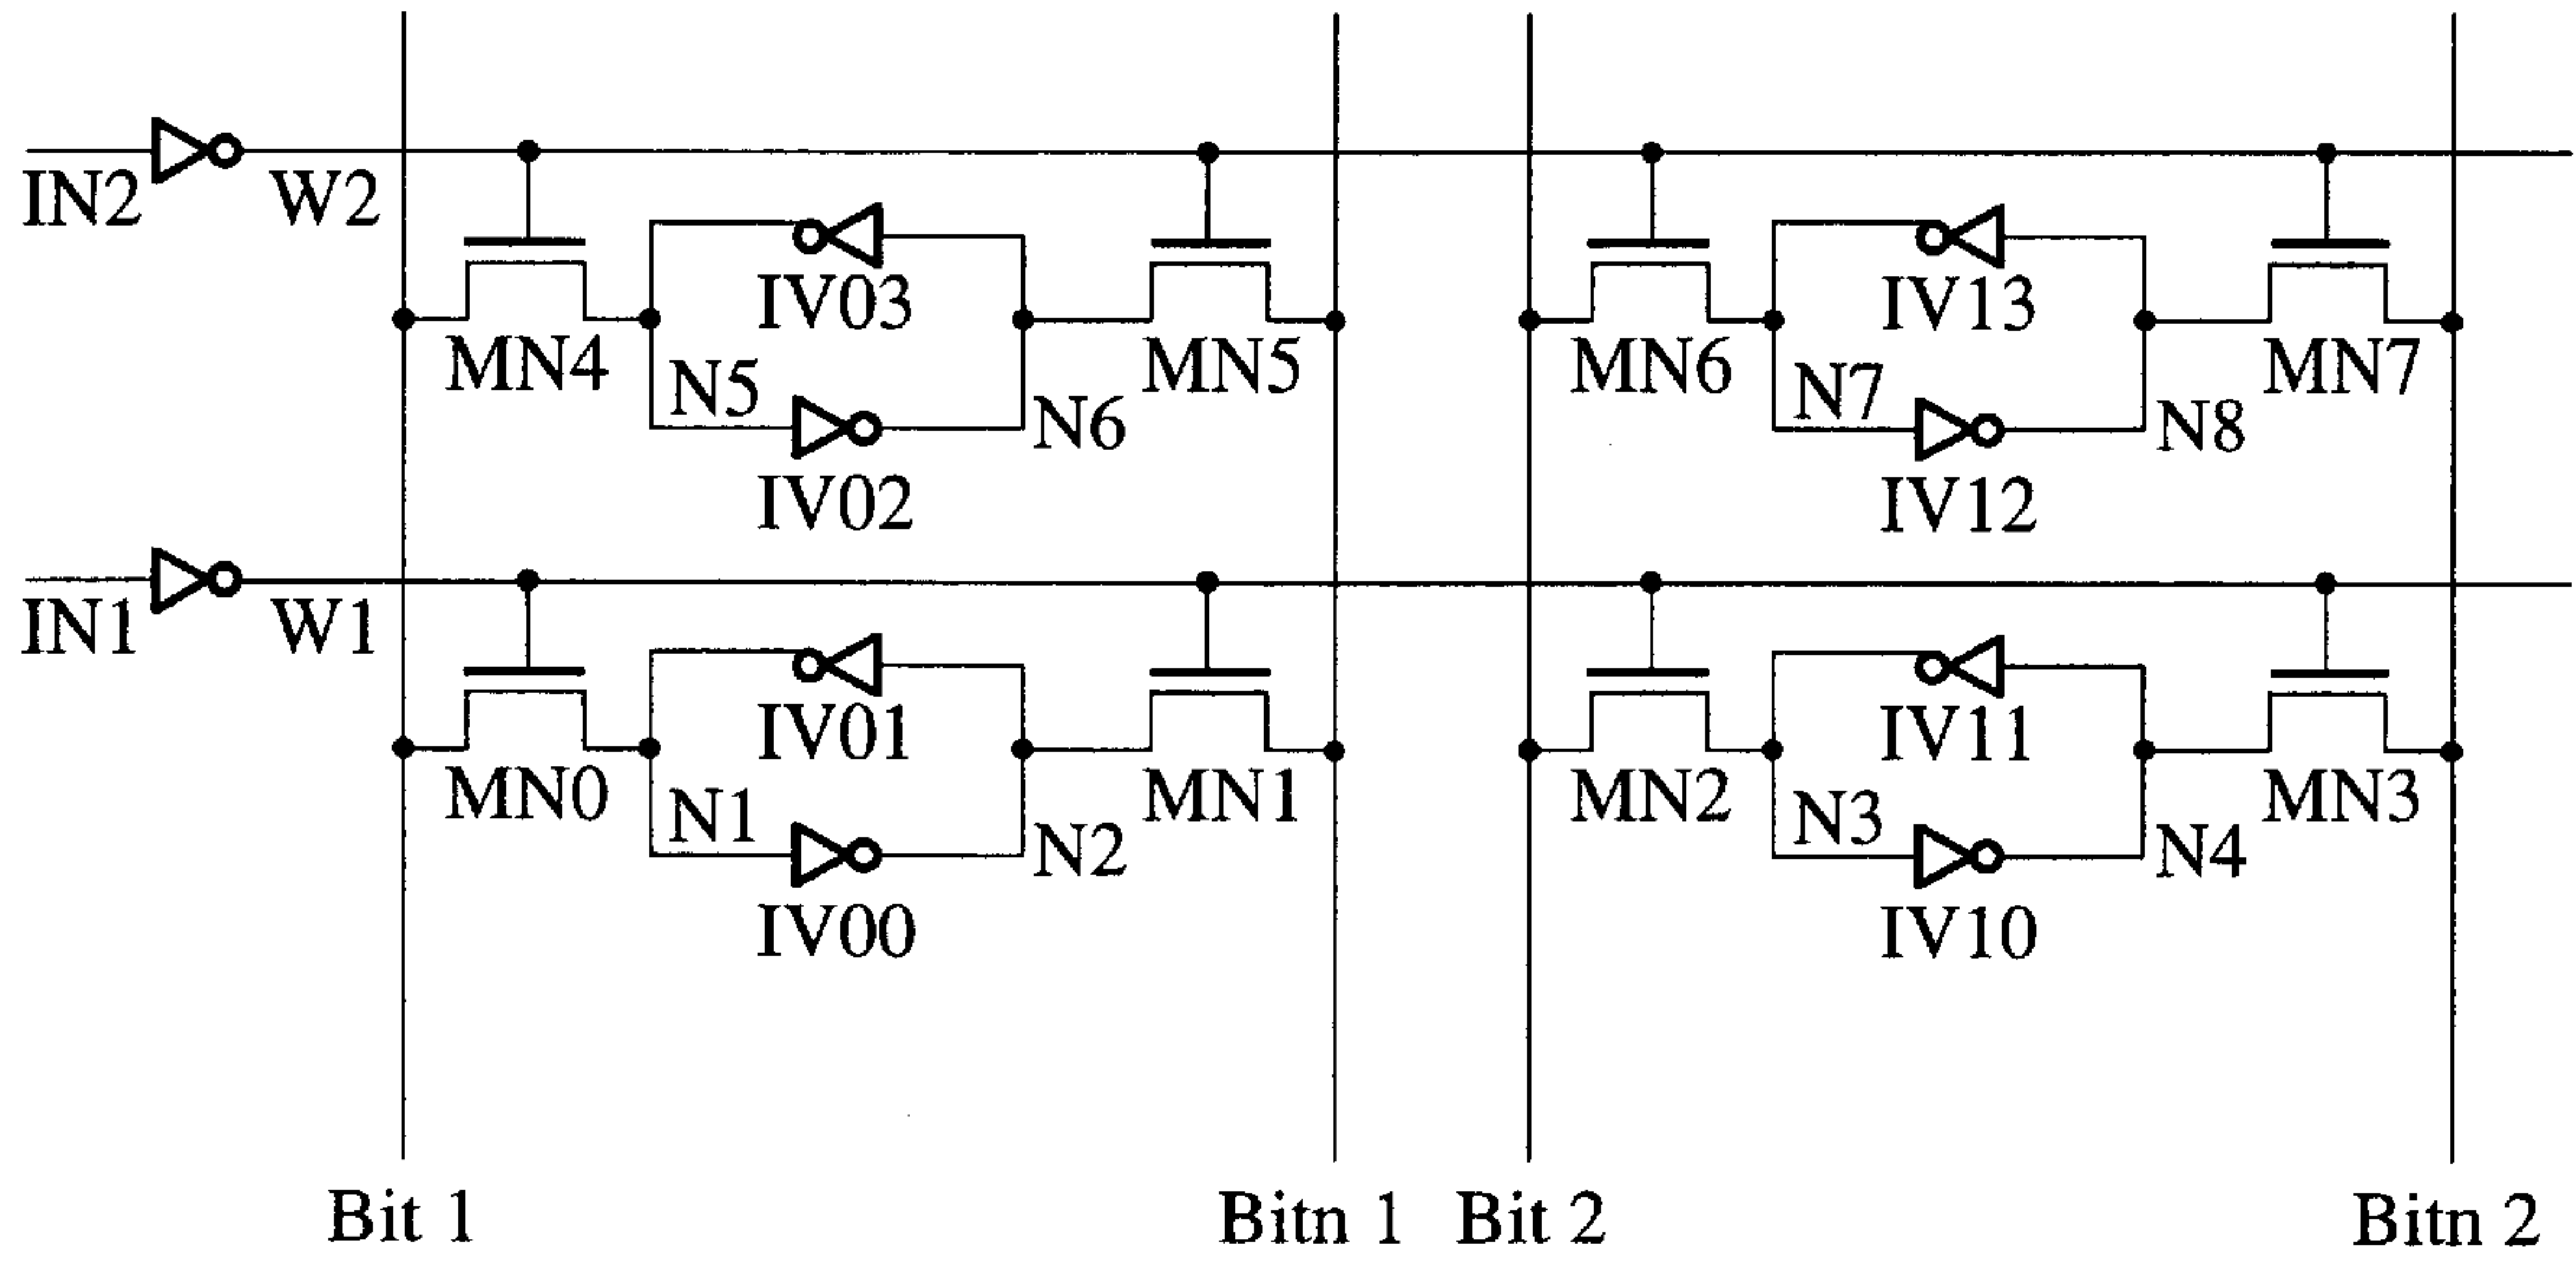 IN2 W2
IV03 IV13
MN4 MN5 MN6 MN7
N5 N6 N7 N8
IV02 IV12
IN1 W1
IV01 IV11
MN0 MN1 MN2 MN3
N1 N2 N3 N4
IV00 IV10
Bit 1 Bitn 1 Bit 2 Bitn 2